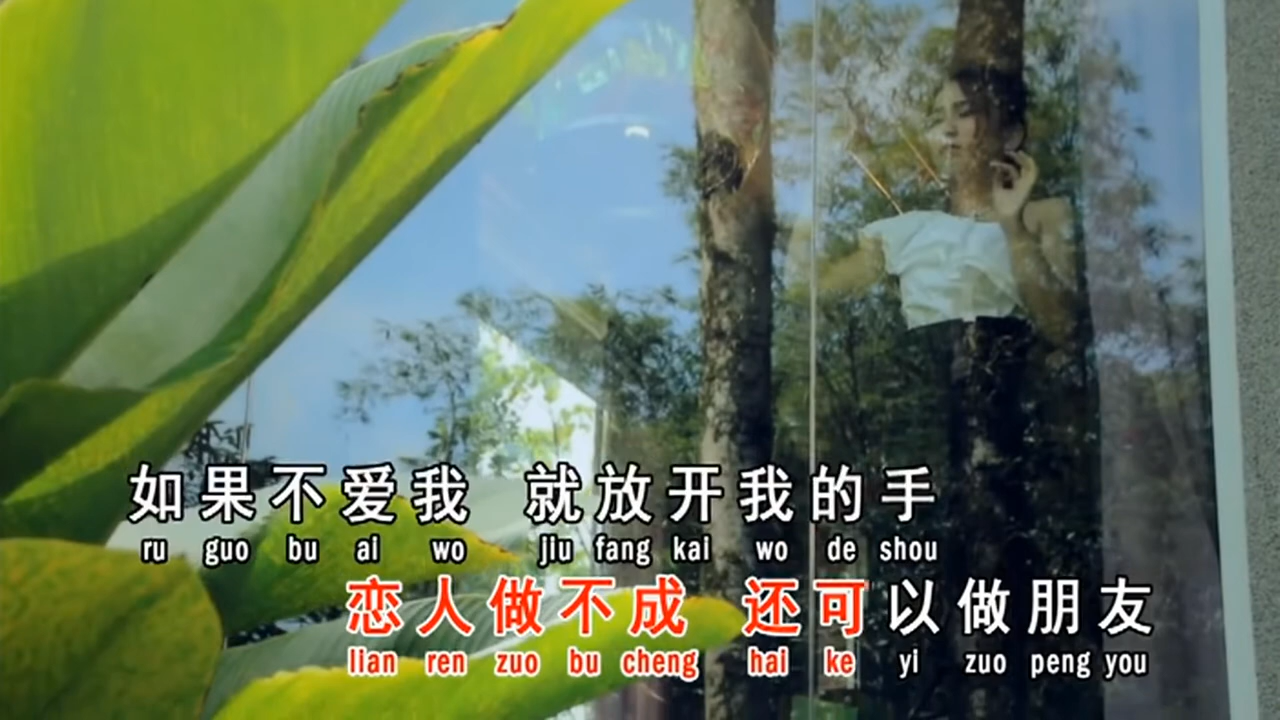 如果不爱我 就放开我的手
ru guo bu ai wo jiu fang kai wo de shou
恋人做不成 还可以做朋友
lian ren zuo bu cheng hai ke yi zuo peng you